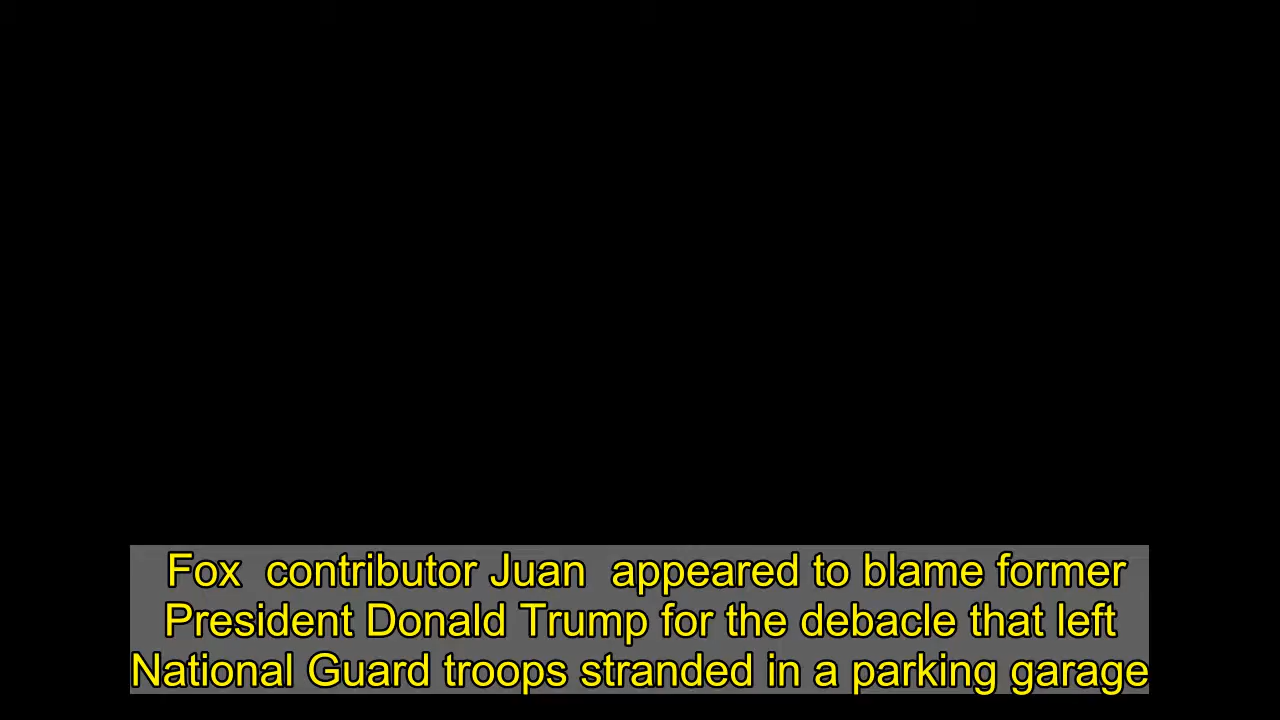 Fox  contributor Juan  appeared to blame former
President Donald Trump for the debacle that left
National Guard troops stranded in a parking garage